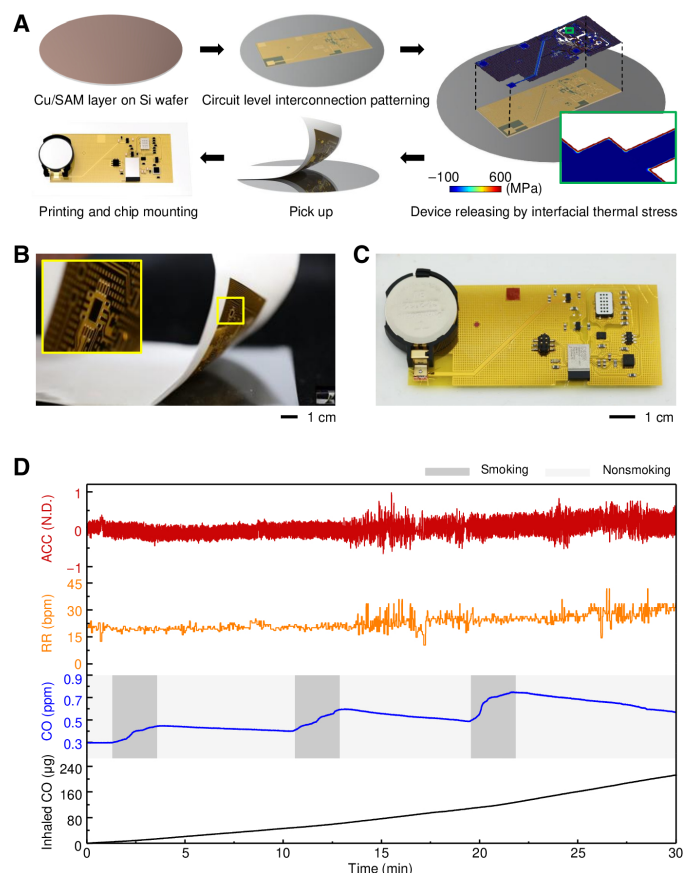 A
Cu/SAM layer on Si wafer
Circuit level interconnection patterning
−100 600
(MPa)
Printing and chip mounting
Pick up
Device releasing by interfacial thermal stress
B
1 cm
C
1 cm
D
Smoking
Nonsmoking
ACC (N.D.)
1
0
−1
RR (bpm)
45
30
15
0
CO (ppm)
0.9
0.7
0.5
0.3
Inhaled CO (µg)
240
160
80
0
0 5 10 15 20 25 30
Time (min)